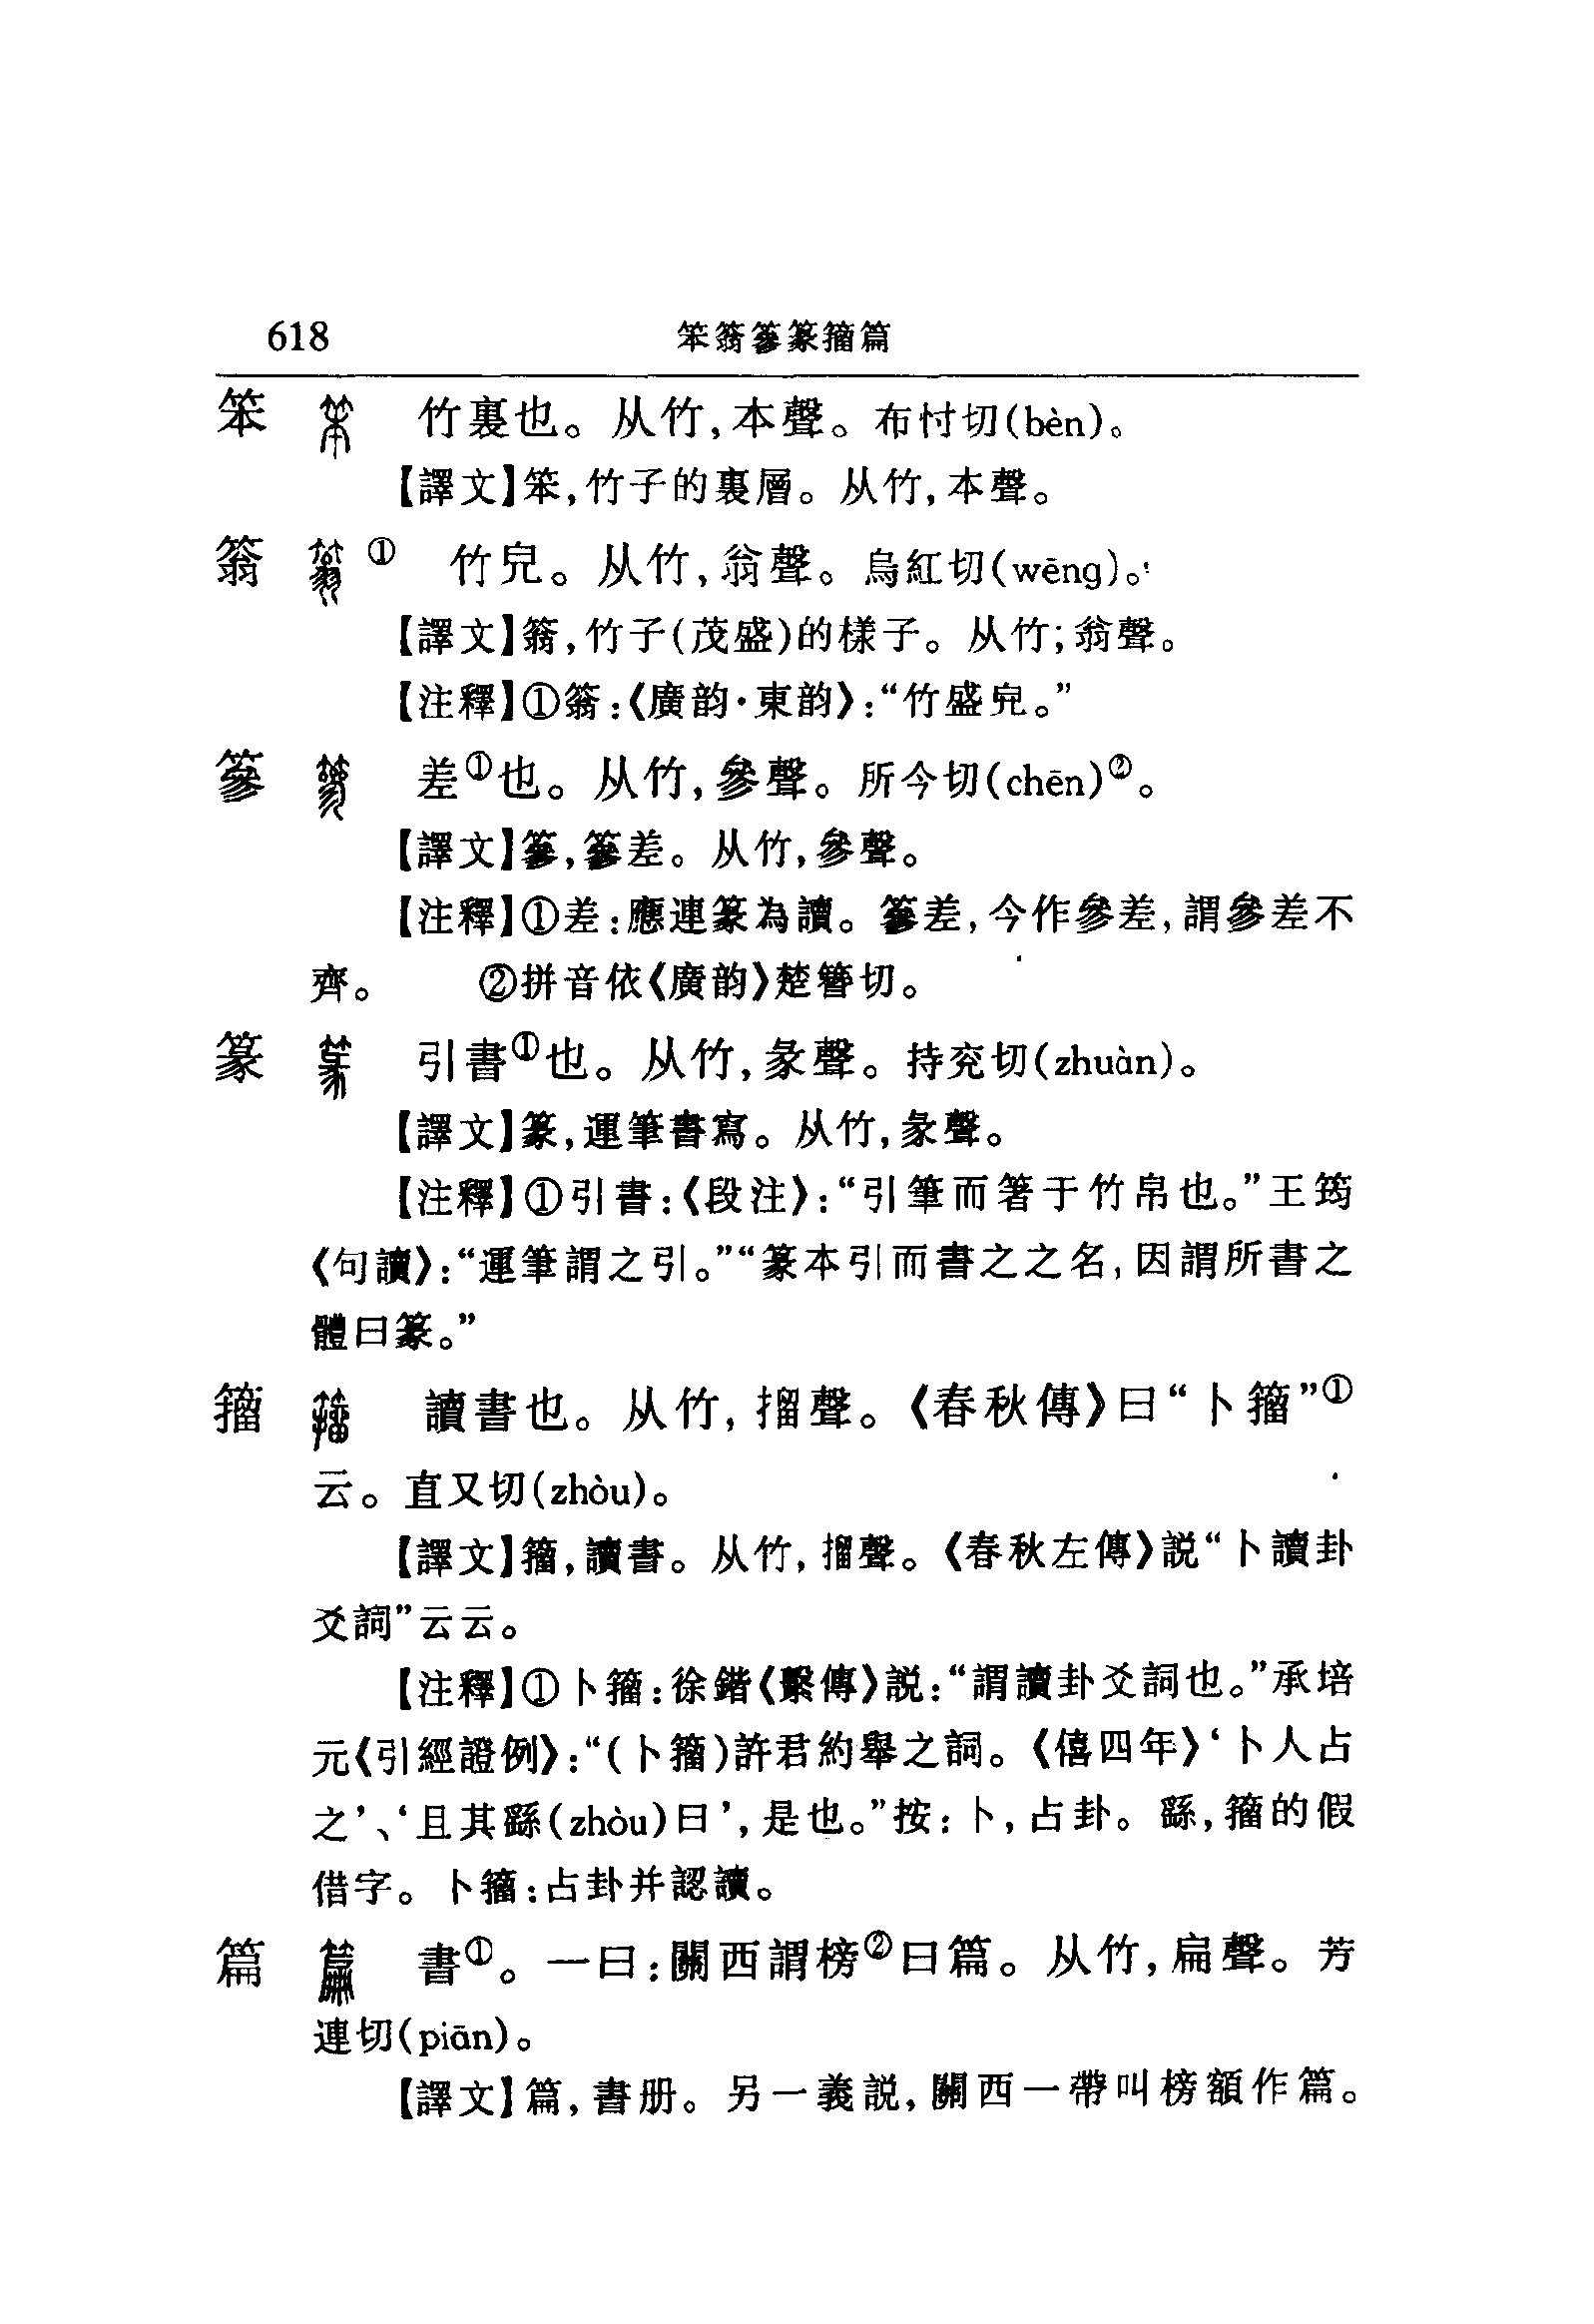 618 笨篛篸篆籀篇
笨 竹裏也。从竹,本聲。布忖切(bèn)。
【譯文】笨,竹子的裏層。从竹,本聲。
① 竹皃。从竹,翁聲。烏紅切(wēng)。
【譯文】竹子(茂盛)的樣子。从竹;翁聲。
【注釋】①《廣韵·東韵》:“竹盛皃。”
篸 差①也。从竹,參聲。所今切(chēn)②。
【譯文】篸,篸差。从竹,參聲。
【注釋】①差:應連篆為讀。篸差,今作參差,謂參差不
齊。 ②拼音依《廣韵》楚簪切。
篆 引書①也。从竹,彖聲。持兖切(zhuàn)。
【譯文】篆,運筆書寫。从竹,彖聲。
【注釋】①引書:《段注》:“引筆而箸于竹帛也。”王筠
《句讀》:“運筆謂之引。”“篆本引而書之之名,因謂所書之
體曰篆。”
籀 讀書也。从竹,㩅聲。《春秋傳》曰“卜籀”①
云。直又切(zhòu)。
【譯文】籀,讀書。从竹,㩅聲。《春秋左傳》説“卜讀卦
爻詞”云云。
【注釋】①卜籀:徐鍇《繫傳》説:“謂讀卦爻詞也。”承培
元《引經證例》:“(卜籀)許君約舉之詞。《僖四年》‘卜人占
之’、‘且其繇(zhòu)曰’,是也。”按:卜,占卦。繇,籀的假
借字。卜籀:占卦并認讀。
篇 書①。一曰:關西謂榜②曰篇。从竹,扁聲。芳
連切(piān)。
【譯文】篇,書册。另一義説,關西一帶叫榜額作篇。